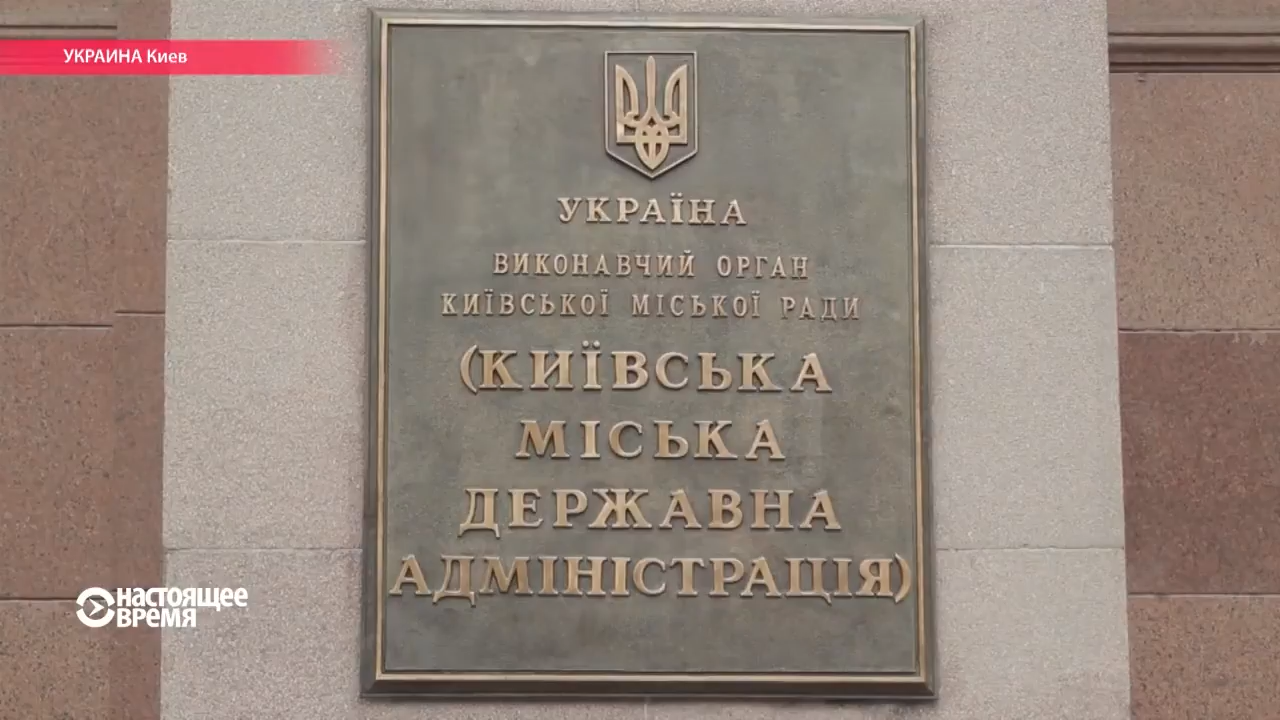 УКРАИНА Киев
УКРАЇНА
ВИКОНАВЧИЙ ОРГАН
КИЇВСЬКОЇ МІСЬКОЇ РАДИ
(КИЇВСЬКА
МІСЬКА
ДЕРЖАВНА
АДМІНІСТРАЦІЯ)
НАСТОЯЩЕЕ
ВРЕМЯ